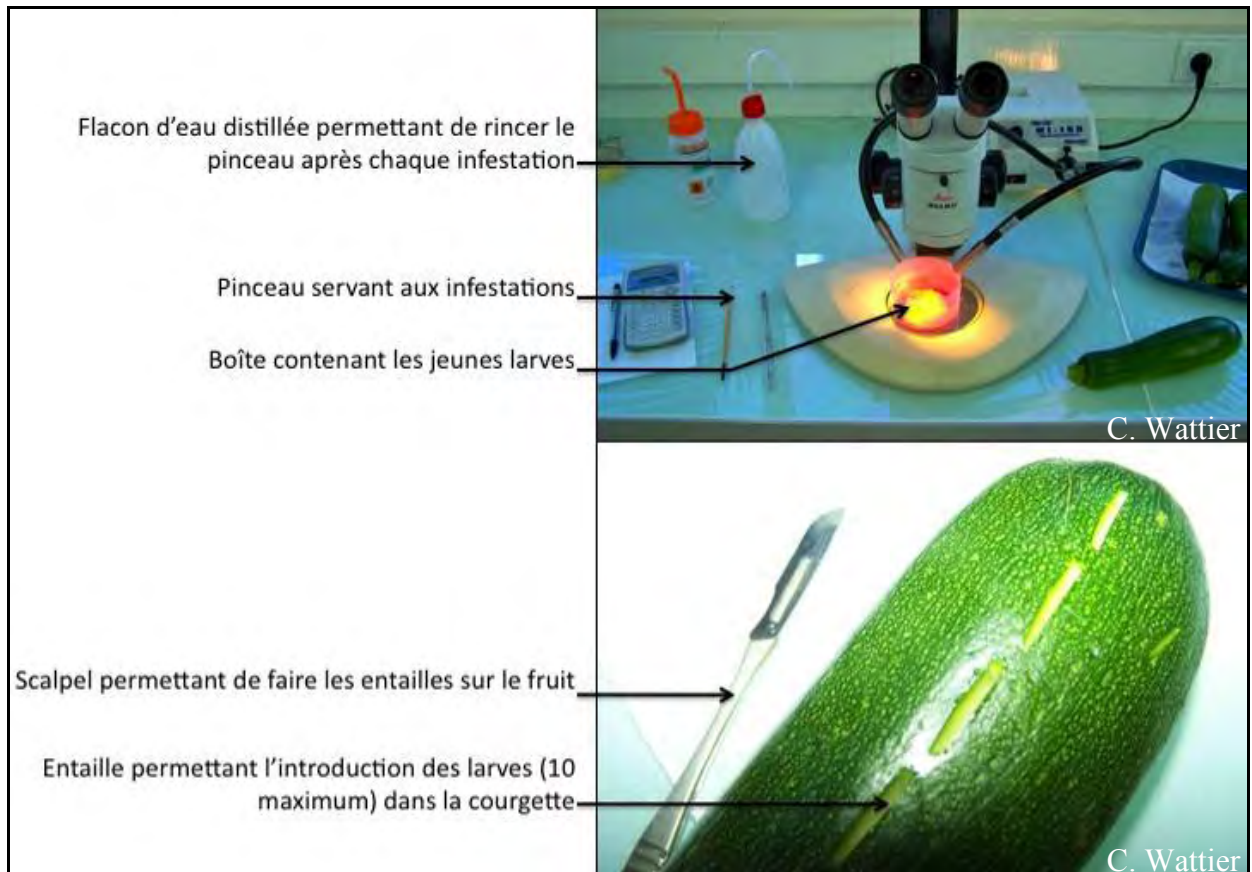 Flacon d'eau distillée permettant de rincer le
pinceau après chaque infestation
Pinceau servant aux infestations
Boîte contenant les jeunes larves
C. Wattier
Scalpel permettant de faire les entailles sur le fruit
Entaille permettant l'introduction des larves (10
maximum) dans la courgette
C. Wattier